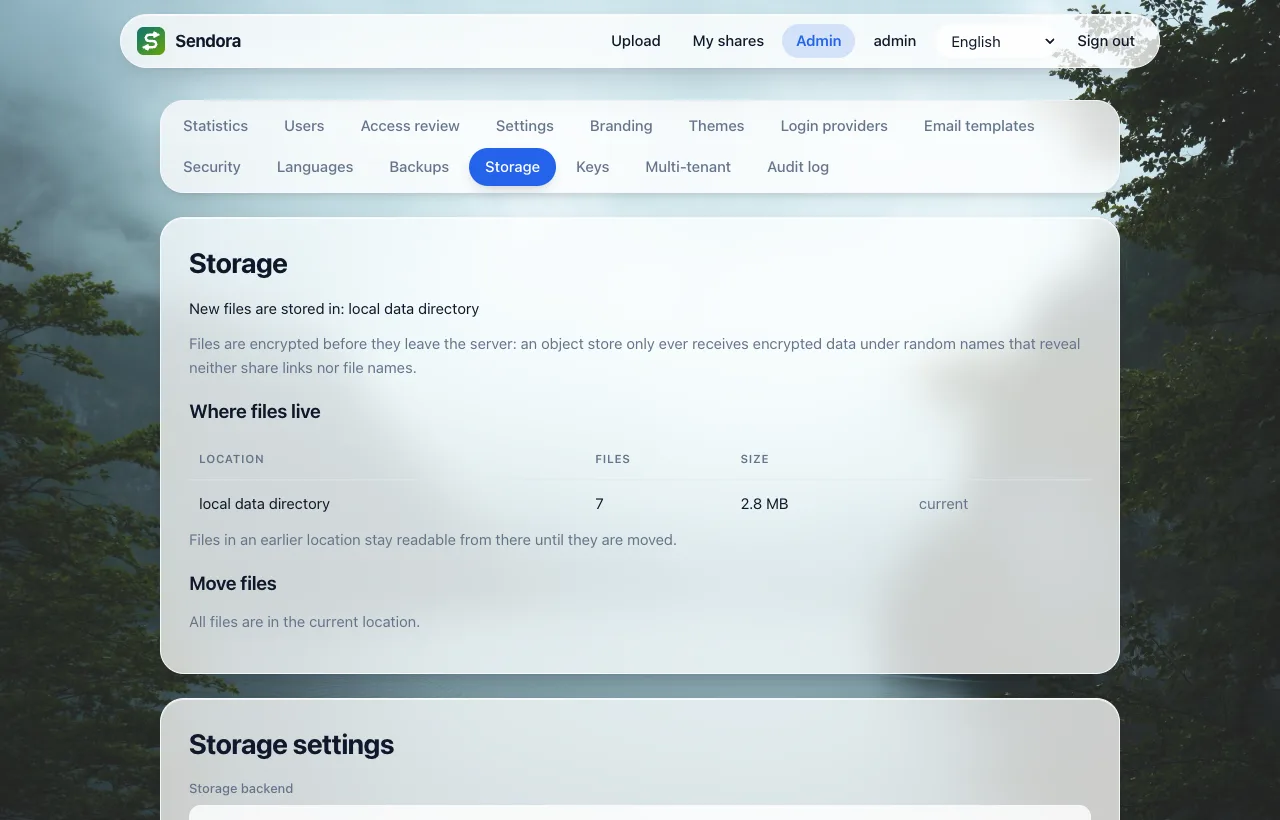 Sendora
Upload
My shares
Admin
admin
English
Sign out
Statistics
Users
Access review
Settings
Branding
Themes
Login providers
Email templates
Security
Languages
Backups
Storage
Keys
Multi-tenant
Audit log
Storage
New files are stored in: local data directory
Files are encrypted before they leave the server: an object store only ever receives encrypted data under random names that reveal
neither share links nor file names.
Where files live
LOCATION FILES SIZE
local data directory 7 2.8 MB current
Files in an earlier location stay readable from there until they are moved.
Move files
All files are in the current location.
Storage settings
Storage backend